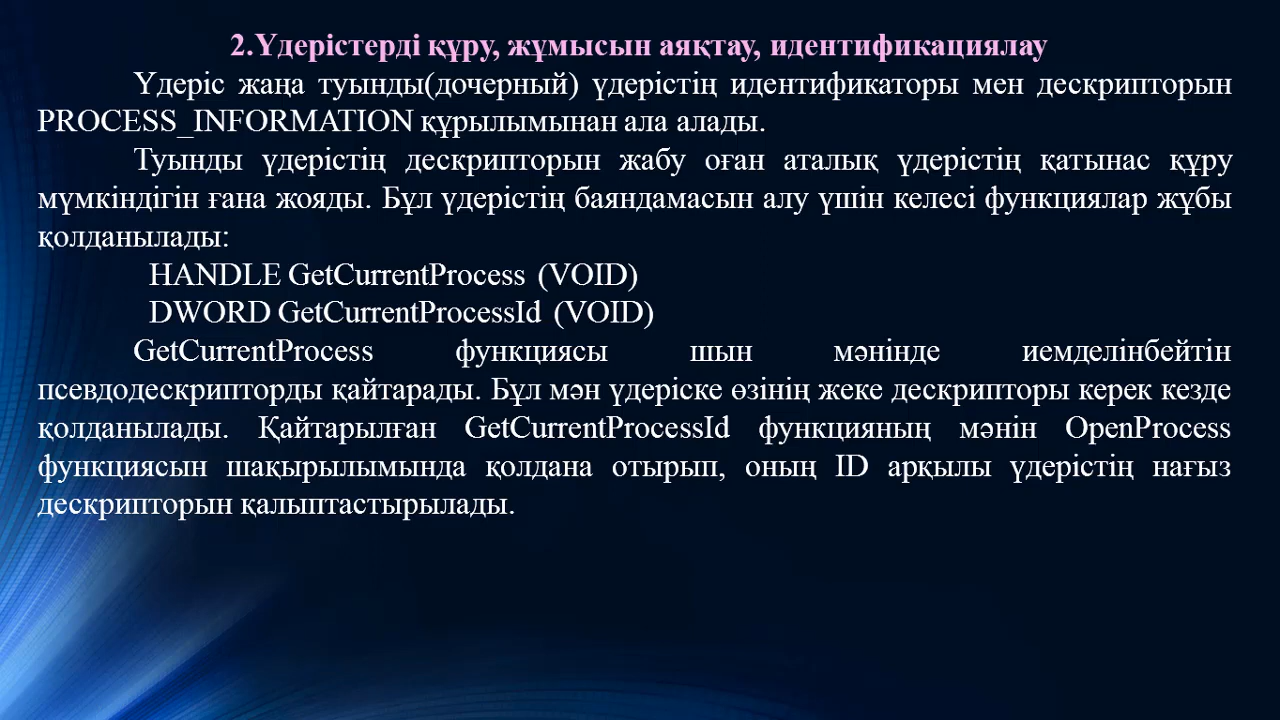 2.Үдерістерді құру, жұмысын аяқтау, идентификациялау
Үдеріс жаңа туынды(дочерный) үдерістің идентификаторы мен дескрипторын
PROCESS_INFORMATION құрылымынан ала алады.
Туынды үдерістің дескрипторын жабу оған аталық үдерістің қатынас құру
мүмкіндігін ғана жояды. Бұл үдерістің баяндамасын алу үшін келесі функциялар жұбы
қолданылады:
HANDLE GetCurrentProcess (VOID)
DWORD GetCurrentProcessId (VOID)
GetCurrentProcess функциясы шын мәнінде иемделінбейтін
псевдодескрипторды қайтарады. Бұл мән үдеріске өзінің жеке дескрипторы керек кезде
қолданылады. Қайтарылған GetCurrentProcessId функцияның мәнін OpenProcess
функциясын шақырылымында қолдана отырып, оның ID арқылы үдерістің нағыз
дескрипторын қалыптастырылады.